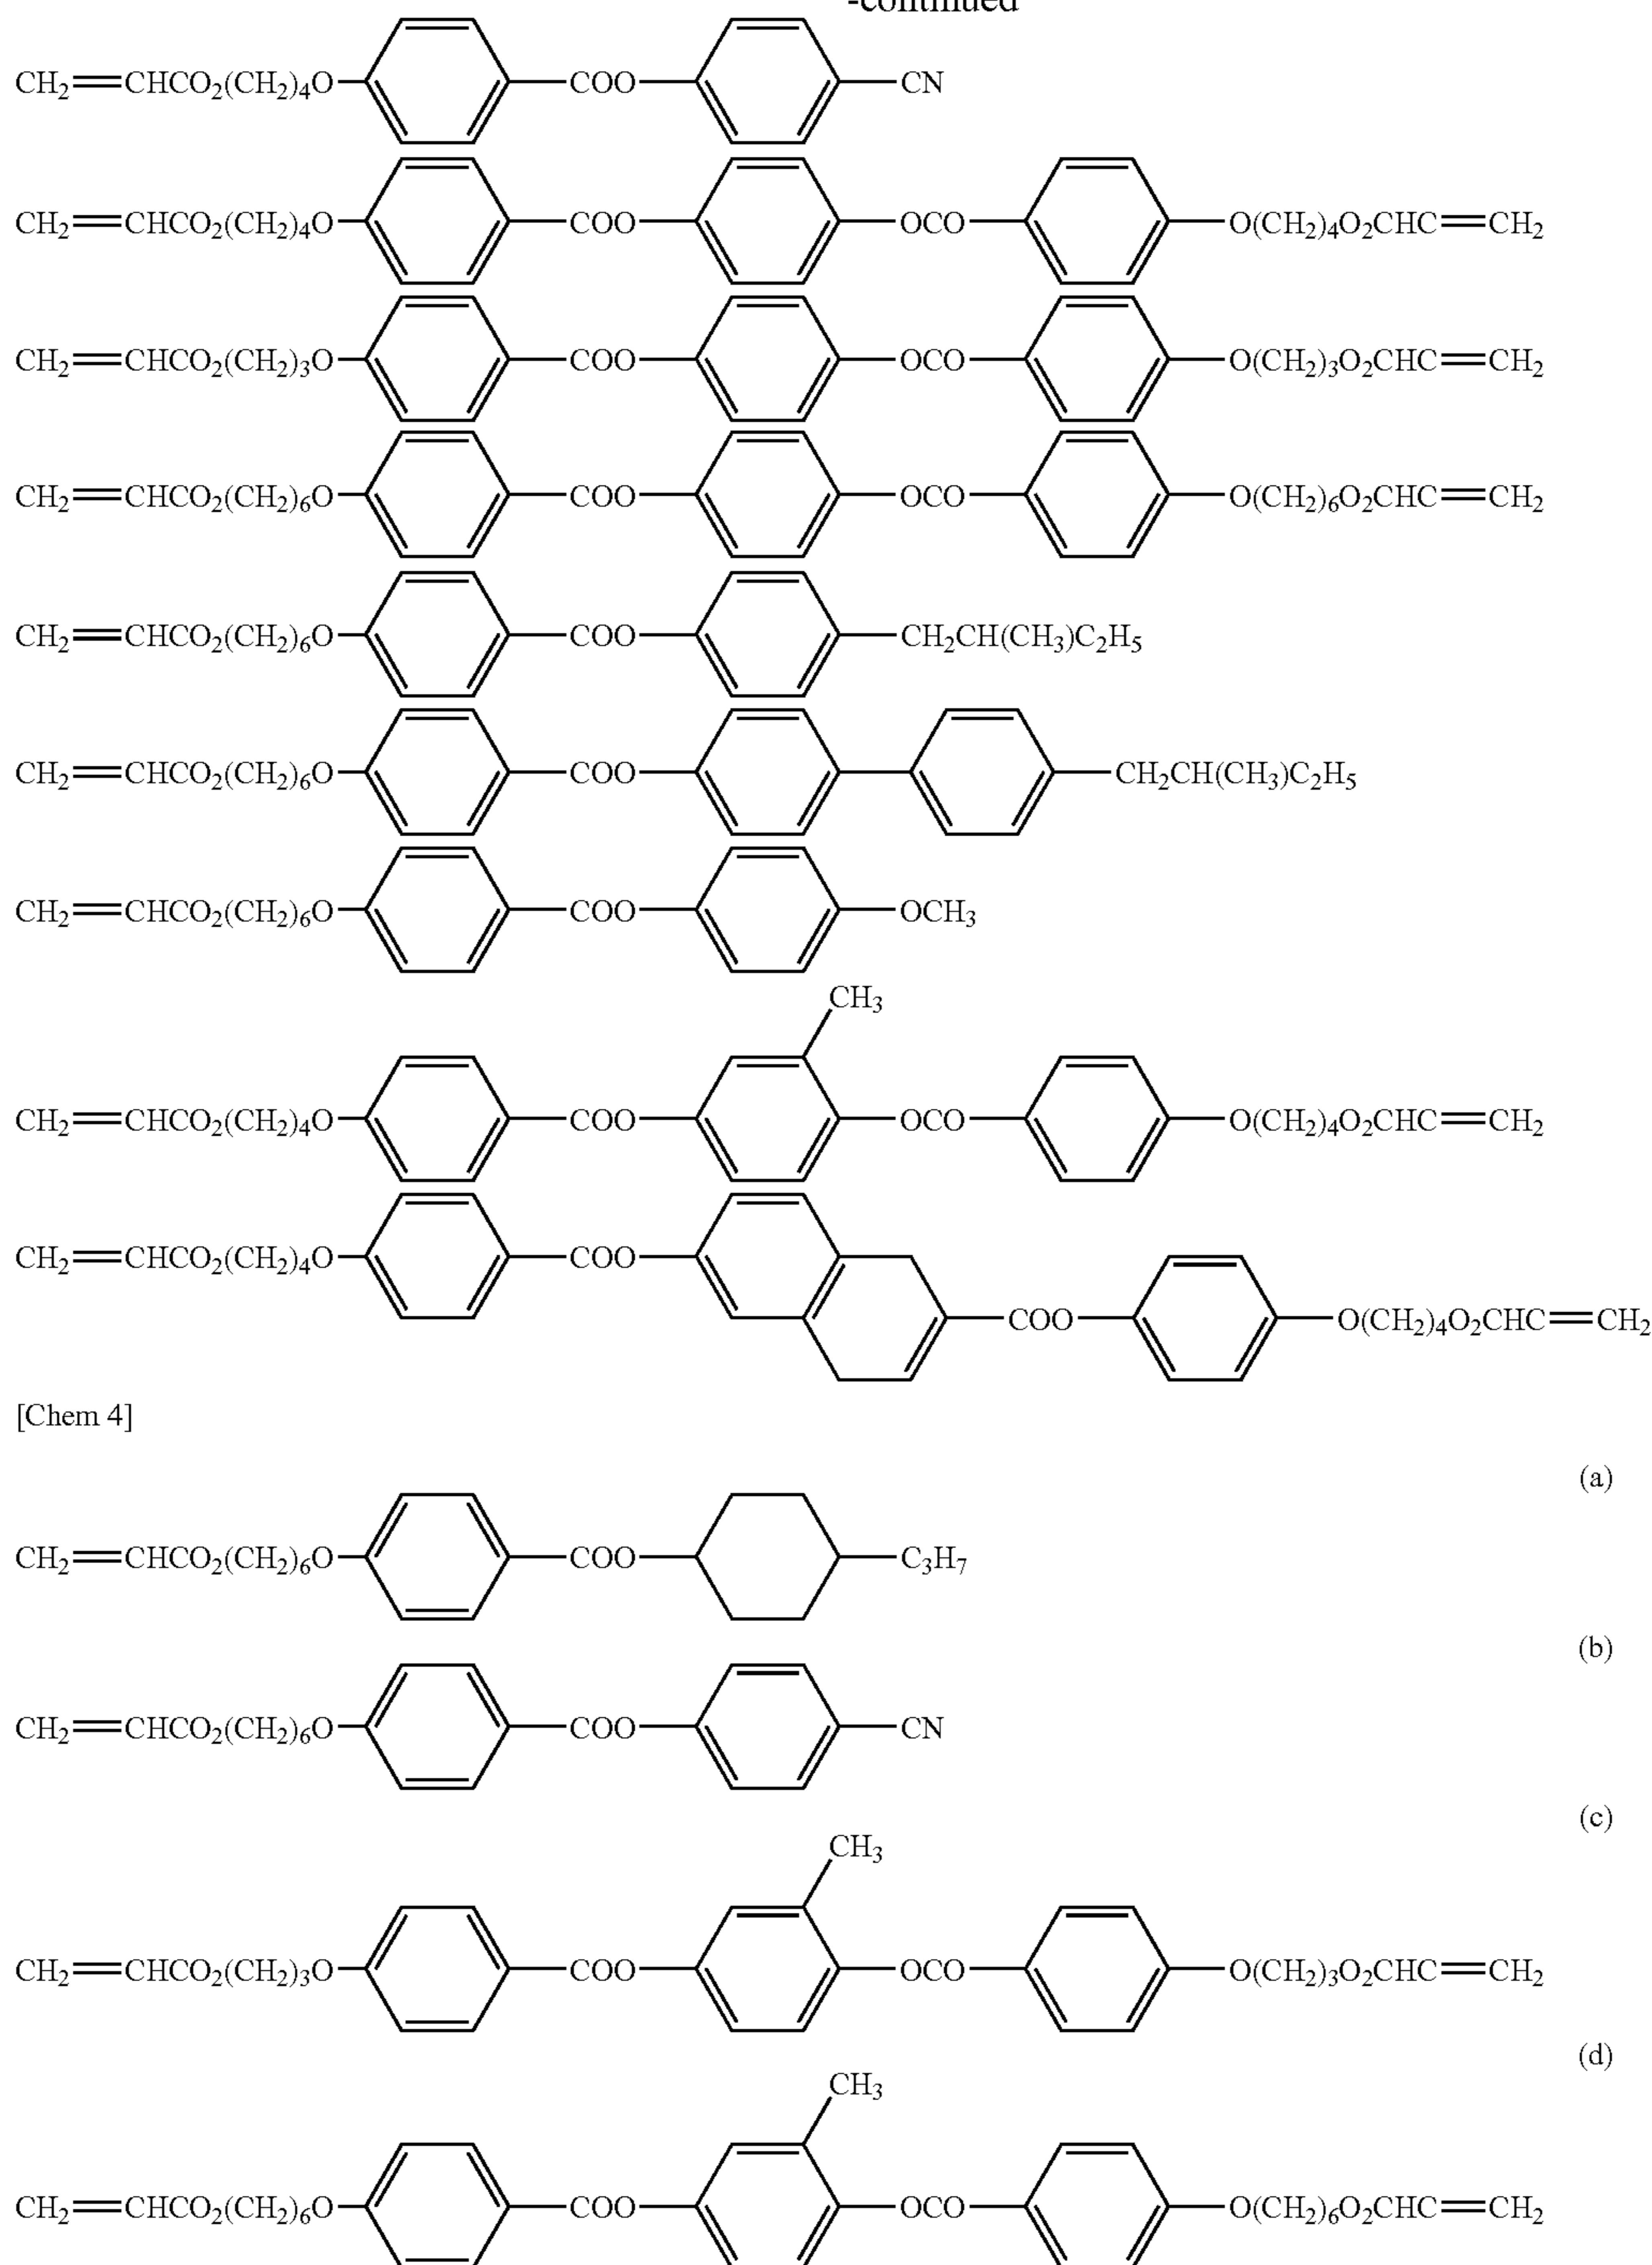 -continued
CH₂=CHCO₂(CH₂)₄O COO CN
CH₂=CHCO₂(CH₂)₄O COO OCO O(CH₂)₄O₂CHC=CH₂
CH₂=CHCO₂(CH₂)₃O COO OCO O(CH₂)₃O₂CHC=CH₂
CH₂=CHCO₂(CH₂)₆O COO OCO O(CH₂)₆O₂CHC=CH₂
CH₂=CHCO₂(CH₂)₆O COO CH₂CH(CH₃)C₂H₅
CH₂=CHCO₂(CH₂)₆O COO CH₂CH(CH₃)C₂H₅
CH₂=CHCO₂(CH₂)₆O COO OCH₃
CH₃
CH₂=CHCO₂(CH₂)₄O COO OCO O(CH₂)₄O₂CHC=CH₂
CH₂=CHCO₂(CH₂)₄O COO
COO O(CH₂)₄O₂CHC=CH₂
[Chem 4]
(a)
CH₂=CHCO₂(CH₂)₆O COO C₃H₇
(b)
CH₂=CHCO₂(CH₂)₆O COO CN
(c)
CH₃
CH₂=CHCO₂(CH₂)₃O COO OCO O(CH₂)₃O₂CHC=CH₂
(d)
CH₃
CH₂=CHCO₂(CH₂)₆O COO OCO O(CH₂)₆O₂CHC=CH₂